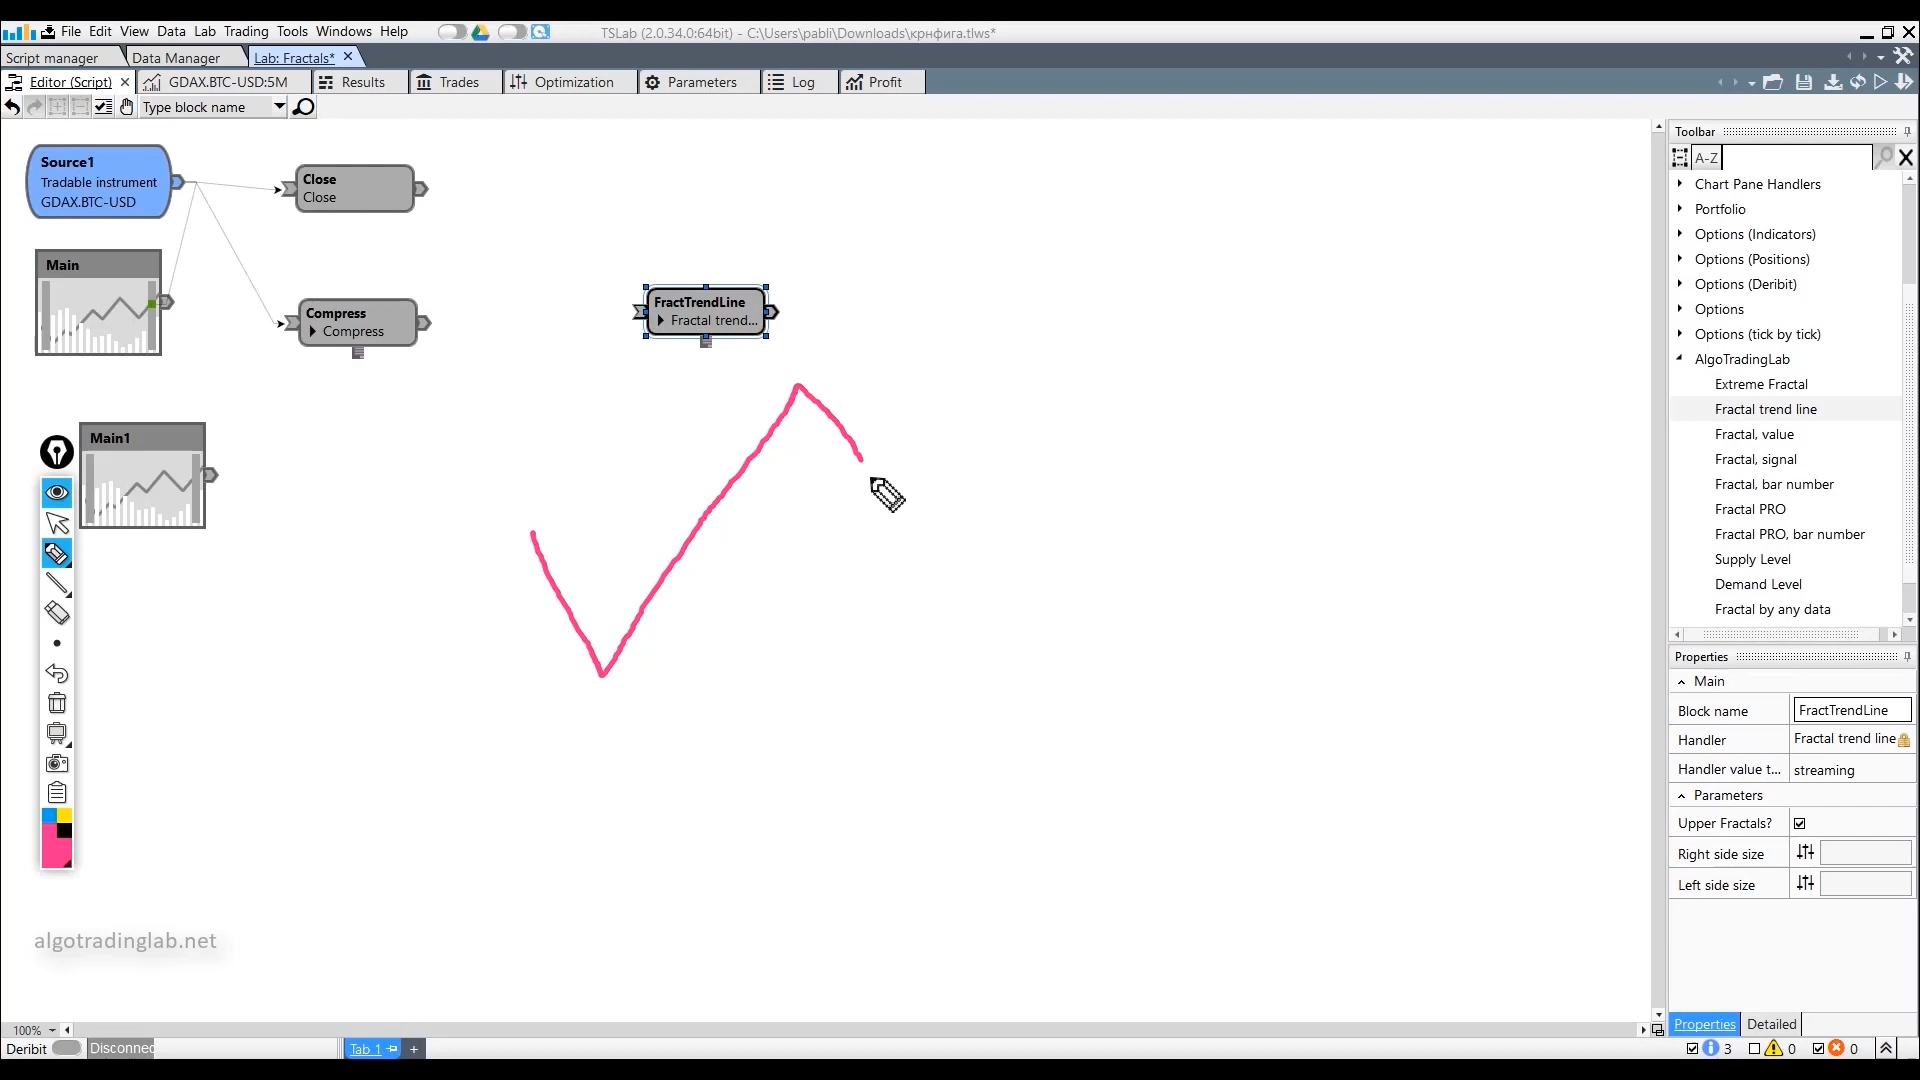 File Edit View Data Lab Trading Tools Windows Help
TSLab (2.0.34.0:64bit) - C:\Users\pabli\Downloads\крнфига.tlws*
Script manager Data Manager Lab: Fractals*
Editor (Script) GDAX.BTC-USD:5M Results Trades Optimization Parameters Log Profit
Type block name
Source1
Tradable instrument
GDAX.BTC-USD
Close
Close
Main
Compress
Compress
FractTrendLine
Fractal trend...
Main1
algotradinglab.net
Toolbar
A-Z
Chart Pane Handlers
Portfolio
Options (Indicators)
Options (Positions)
Options (Deribit)
Options
Options (tick by tick)
AlgoTradingLab
Extreme Fractal
Fractal trend line
Fractal, value
Fractal, signal
Fractal, bar number
Fractal PRO
Fractal PRO, bar number
Supply Level
Demand Level
Fractal by any data
Properties
Main
Block name FractTrendLine
Handler Fractal trend line
Handler value t... streaming
Parameters
Upper Fractals?
Right side size
Left side size
Properties Detailed
100%
Deribit Disconnec Tab 1 + 3 0 0